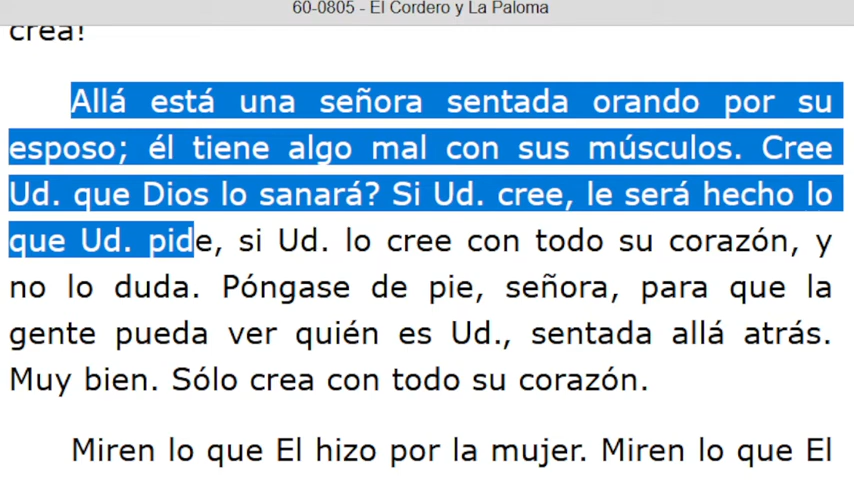 60-0805 - El Cordero y La Paloma
crea!
Allá está una señora sentada orando por su
esposo; él tiene algo mal con sus músculos. Cree
Ud. que Dios lo sanará? Si Ud. cree, le será hecho lo
que Ud. pide, si Ud. lo cree con todo su corazón, y
no lo duda. Póngase de pie, señora, para que la
gente pueda ver quién es Ud., sentada allá atrás.
Muy bien. Sólo crea con todo su corazón.
Miren lo que El hizo por la mujer. Miren lo que El